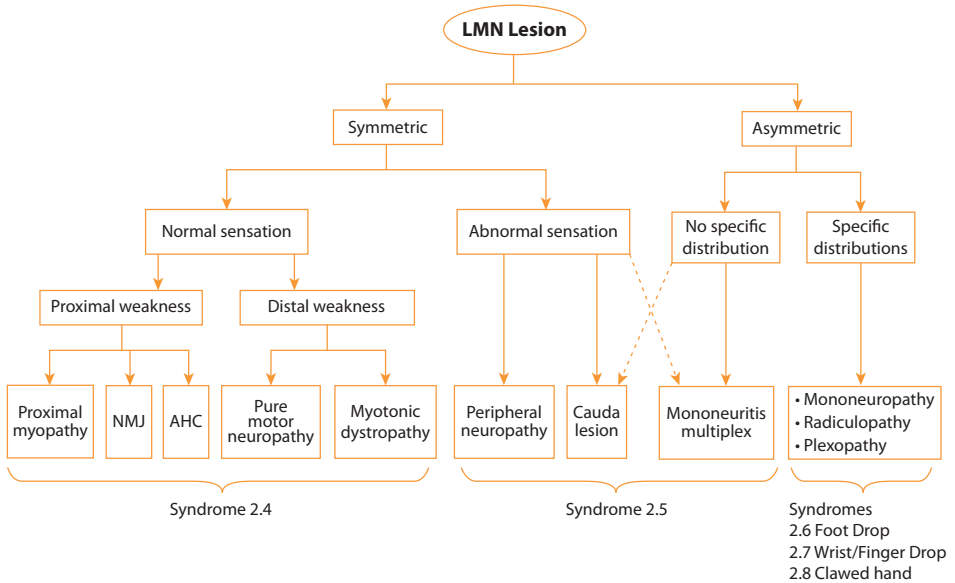 LMN Lesion
Symmetric
Asymmetric
Normal sensation
Abnormal sensation
No specific
distribution
Specific
distributions
Proximal weakness
Distal weakness
Proximal
myopathy
NMJ
AHC
Pure
motor
neuropathy
Myotonic
dystropathy
Peripheral
neuropathy
Cauda
lesion
Mononeuritis
multiplex
• Mononeuropathy
• Radiculopathy
• Plexopathy
Syndrome 2.4
Syndrome 2.5
Syndromes
2.6 Foot Drop
2.7 Wrist/Finger Drop
2.8 Clawed hand